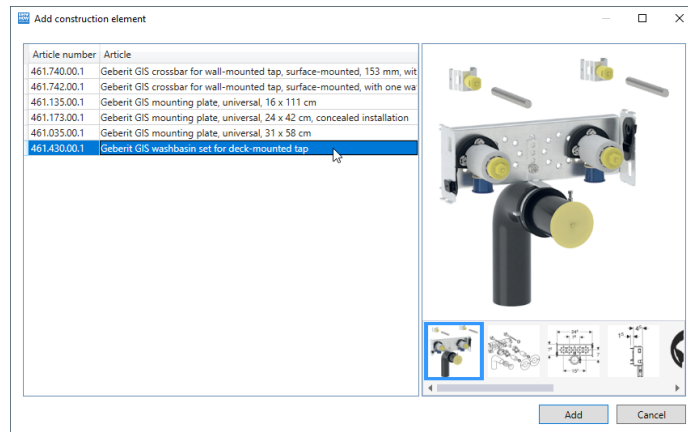 Add construction element
Article number Article
461.740.00.1 Geberit GIS crossbar for wall-mounted tap, surface-mounted, 153 mm, wit
461.742.00.1 Geberit GIS crossbar for wall-mounted tap, surface-mounted, with one wa
461.135.00.1 Geberit GIS mounting plate, universal, 16 x 111 cm
461.173.00.1 Geberit GIS mounting plate, universal, 24 x 42 cm, concealed installation
461.035.00.1 Geberit GIS mounting plate, universal, 31 x 58 cm
461.430.00.1 Geberit GIS washbasin set for deck-mounted tap
Add Cancel